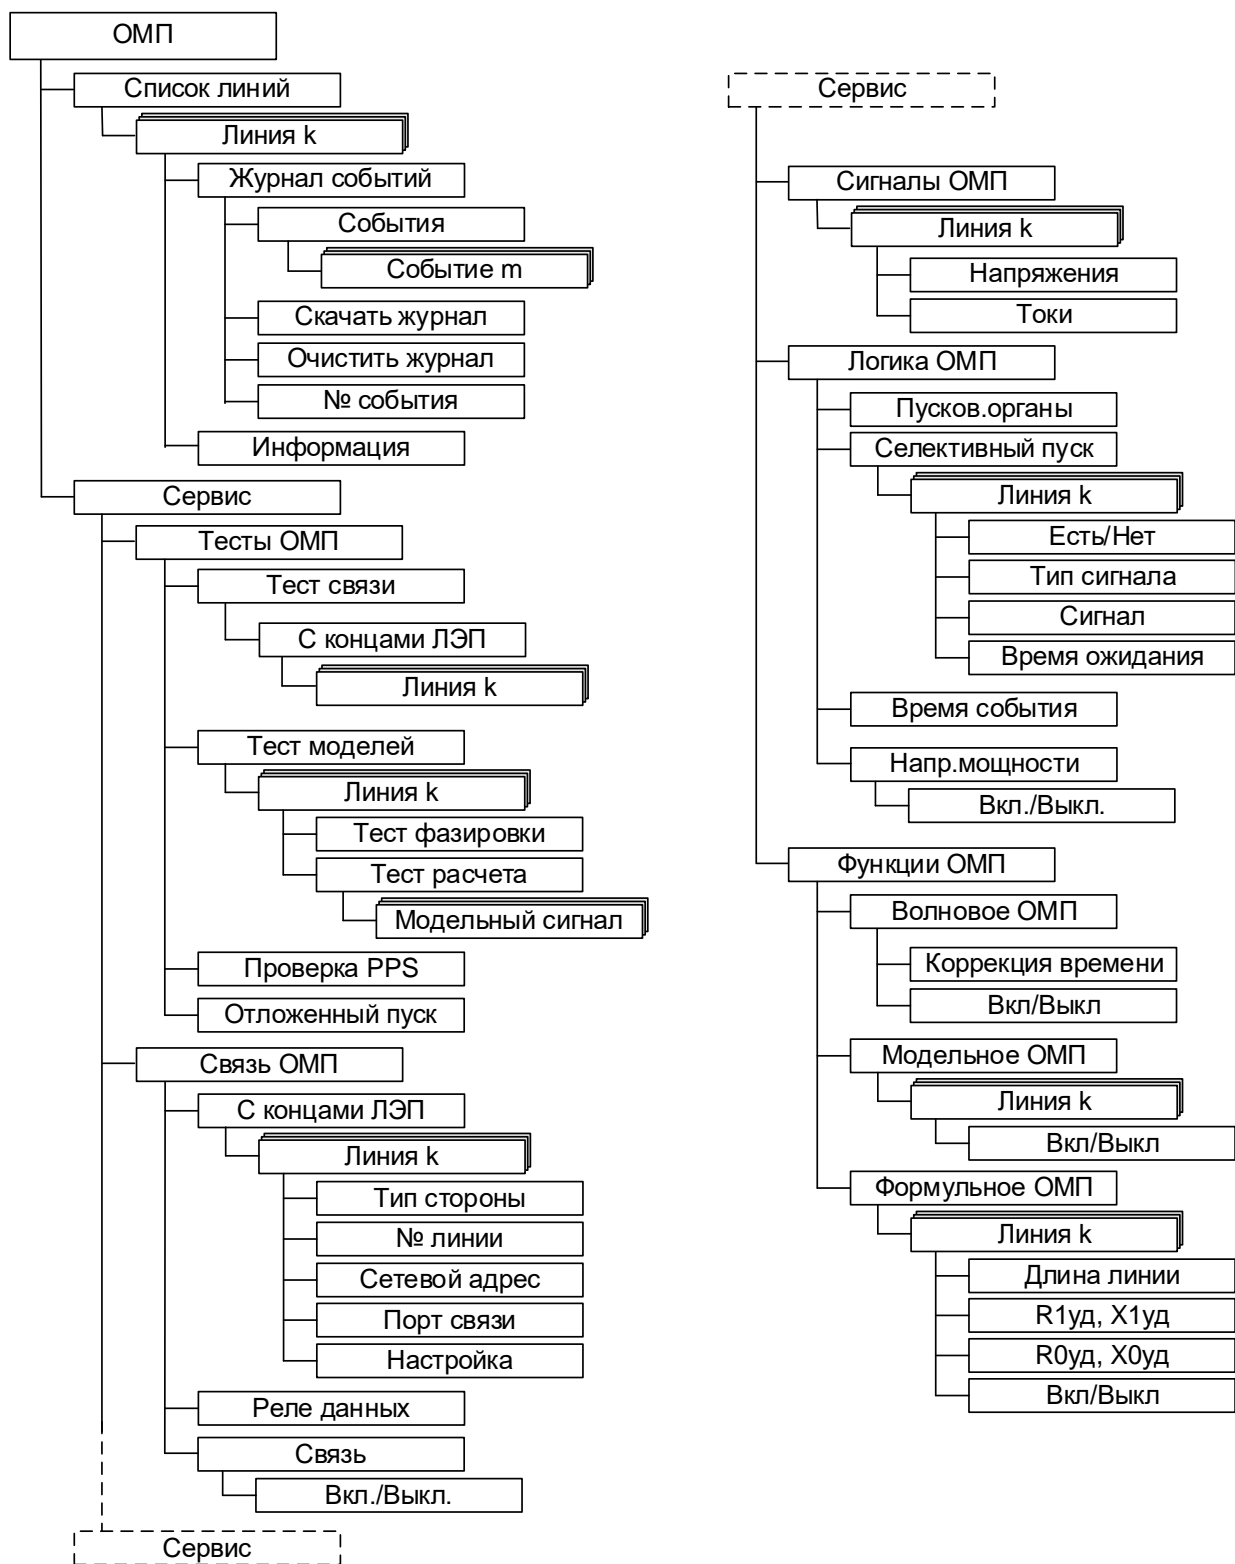 ОМП
Список линий
Линия k
Журнал событий
События
Событие m
Скачать журнал
Очистить журнал
№ события
Информация
Сервис
Тесты ОМП
Тест связи
С концами ЛЭП
Линия k
Тест моделей
Линия k
Тест фазировки
Тест расчета
Модельный сигнал
Проверка PPS
Отложенный пуск
Связь ОМП
С концами ЛЭП
Линия k
Тип стороны
№ линии
Сетевой адрес
Порт связи
Настройка
Реле данных
Связь
Вкл./Выкл.
Сервис
Сервис
Сигналы ОМП
Линия k
Напряжения
Токи
Логика ОМП
Пусков.органы
Селективный пуск
Линия k
Есть/Нет
Тип сигнала
Сигнал
Время ожидания
Время события
Напр.мощности
Вкл./Выкл.
Функции ОМП
Волновое ОМП
Коррекция времени
Вкл/Выкл
Модельное ОМП
Линия k
Вкл/Выкл
Формульное ОМП
Линия k
Длина линии
R1уд, X1уд
R0уд, X0уд
Вкл/Выкл